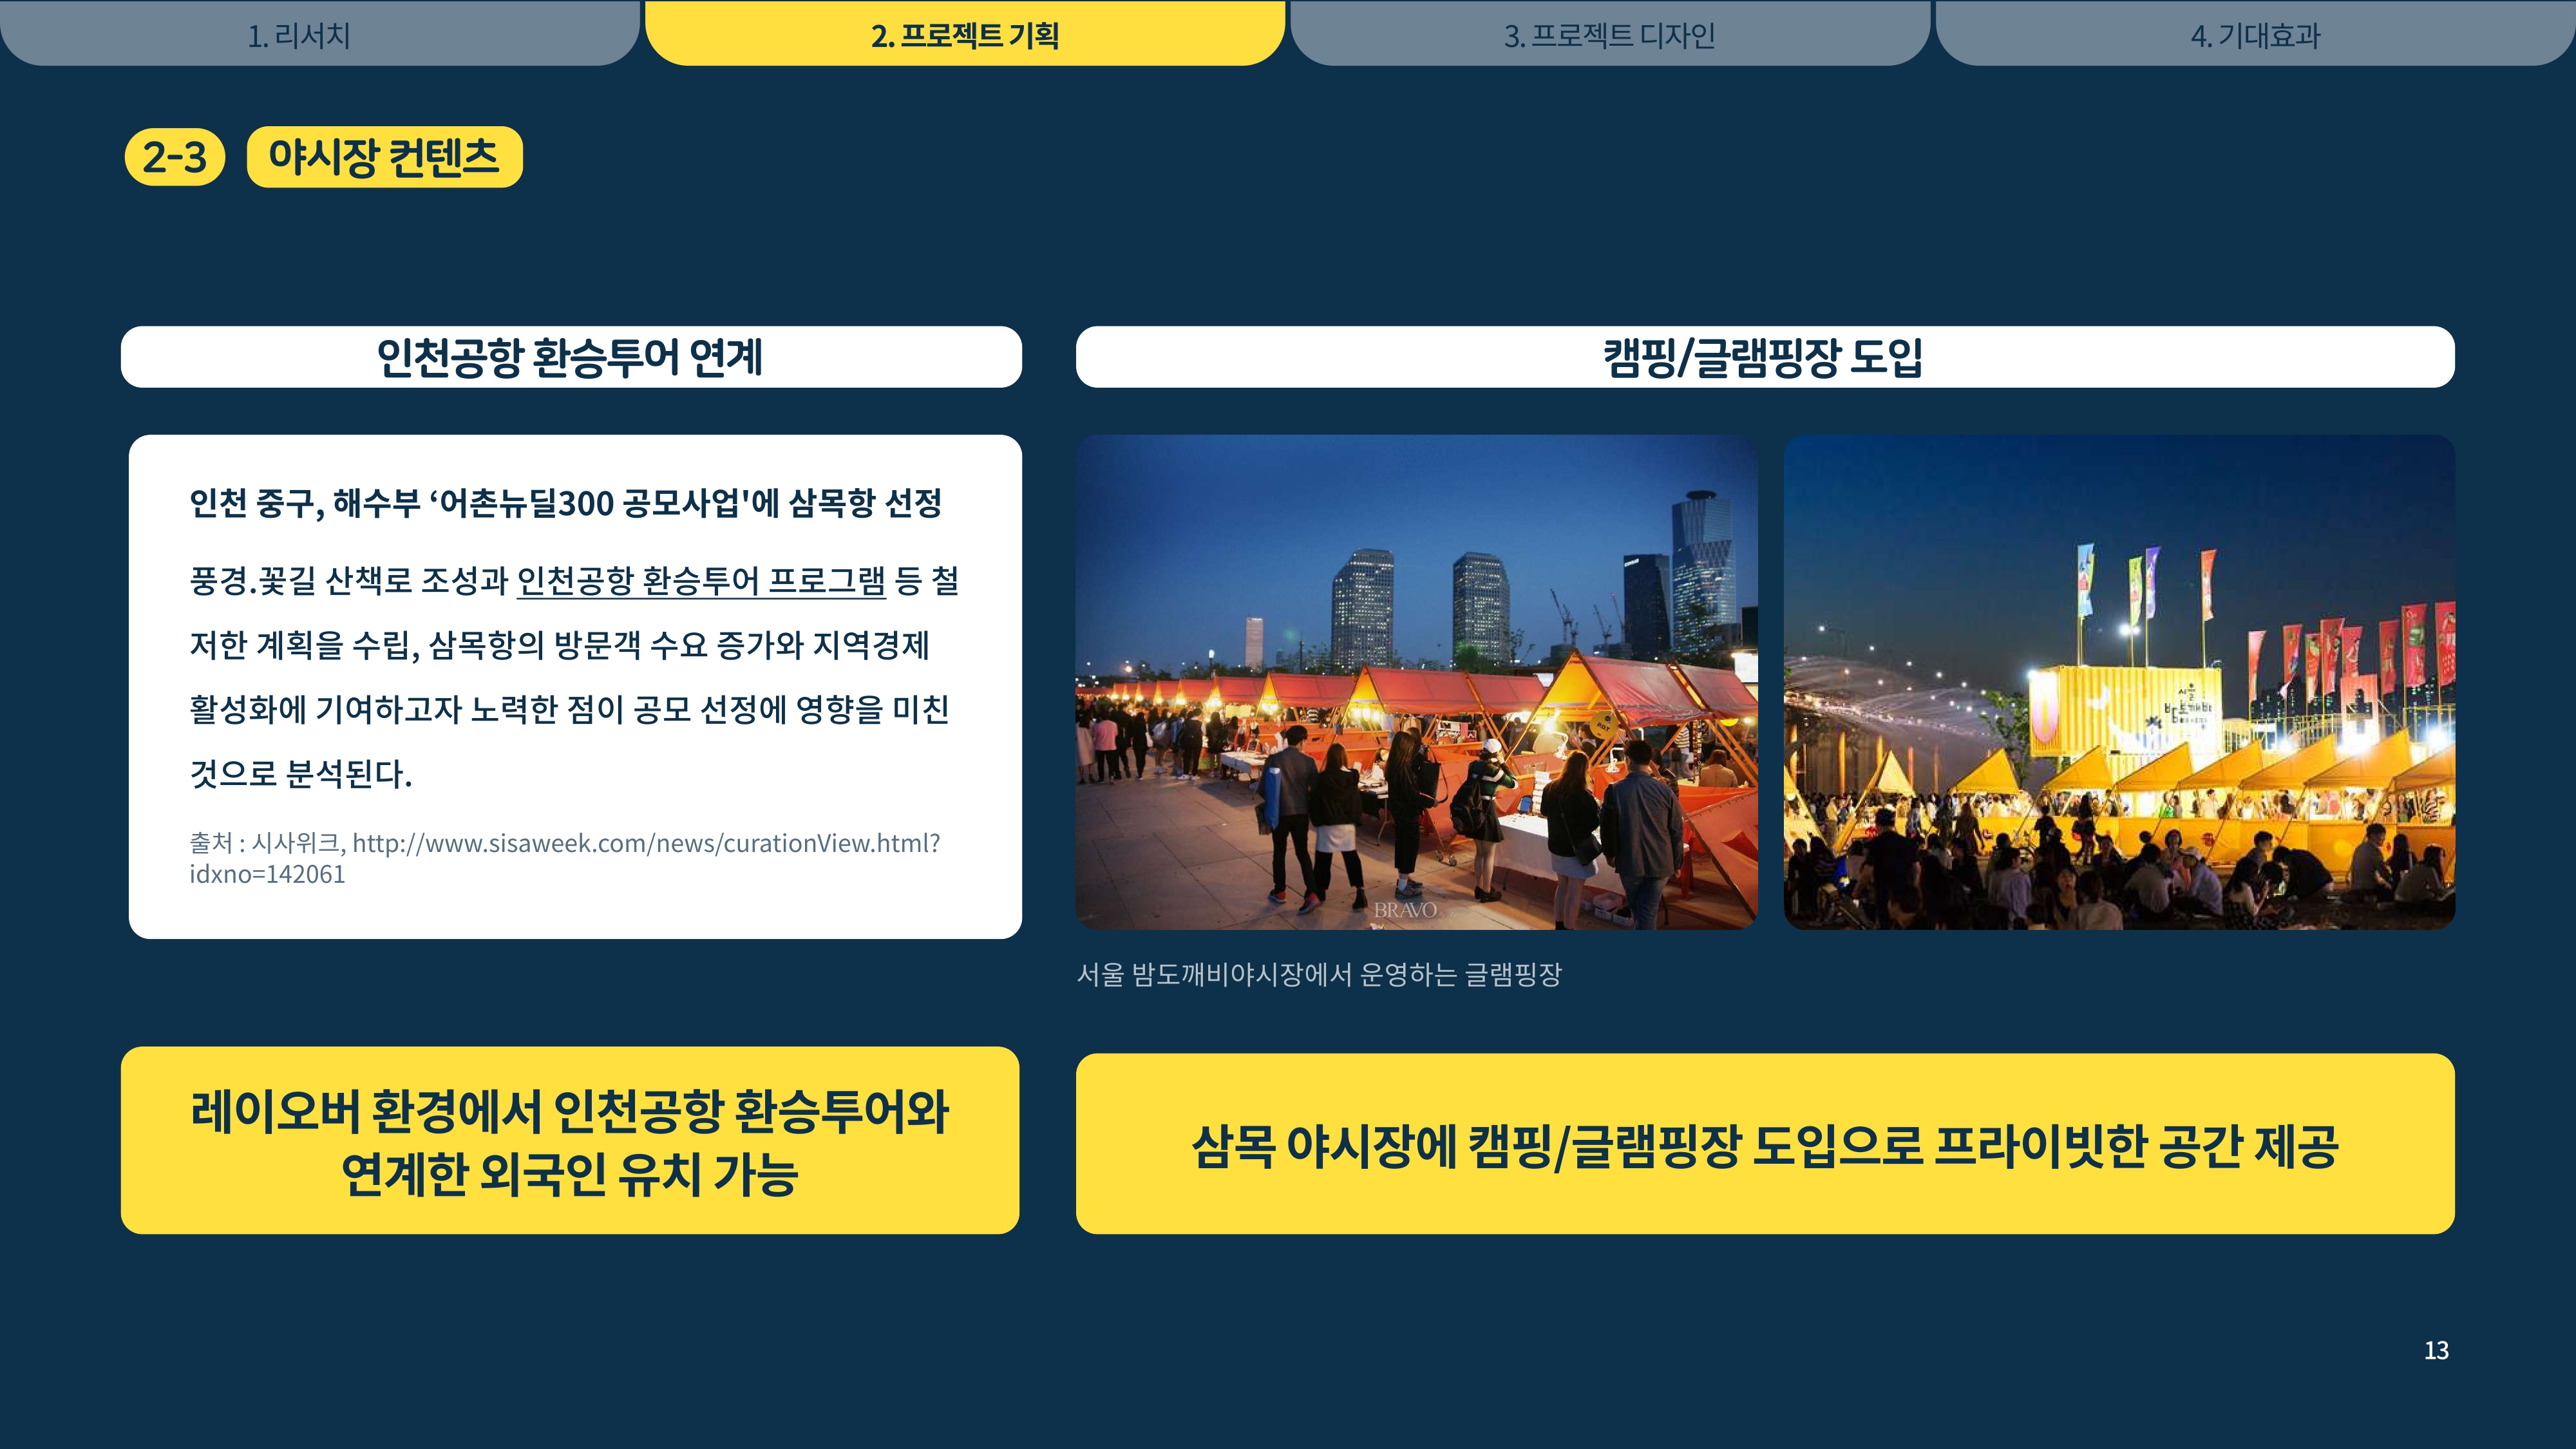 1. 리서치
2. 프로젝트 기획
3. 프로젝트 디자인
4. 기대효과
2-3
야시장 컨텐츠
인천공항 환승투어 연계
인천 중구, 해수부 ‘어촌뉴딜300 공모사업'에 삼목항 선정
풍경.꽃길 산책로 조성과 인천공항 환승투어 프로그램 등 철
저한 계획을 수립, 삼목항의 방문객 수요 증가와 지역경제
활성화에 기여하고자 노력한 점이 공모 선정에 영향을 미친
것으로 분석된다.
출처 : 시사위크, http://www.sisaweek.com/news/curationView.html?
idxno=142061
레이오버 환경에서 인천공항 환승투어와
연계한 외국인 유치 가능
캠핑/글램핑장 도입
BRAVO
서울
밤도깨비
야시장
서울 밤도깨비야시장에서 운영하는 글램핑장
삼목 야시장에 캠핑/글램핑장 도입으로 프라이빗한 공간 제공
13